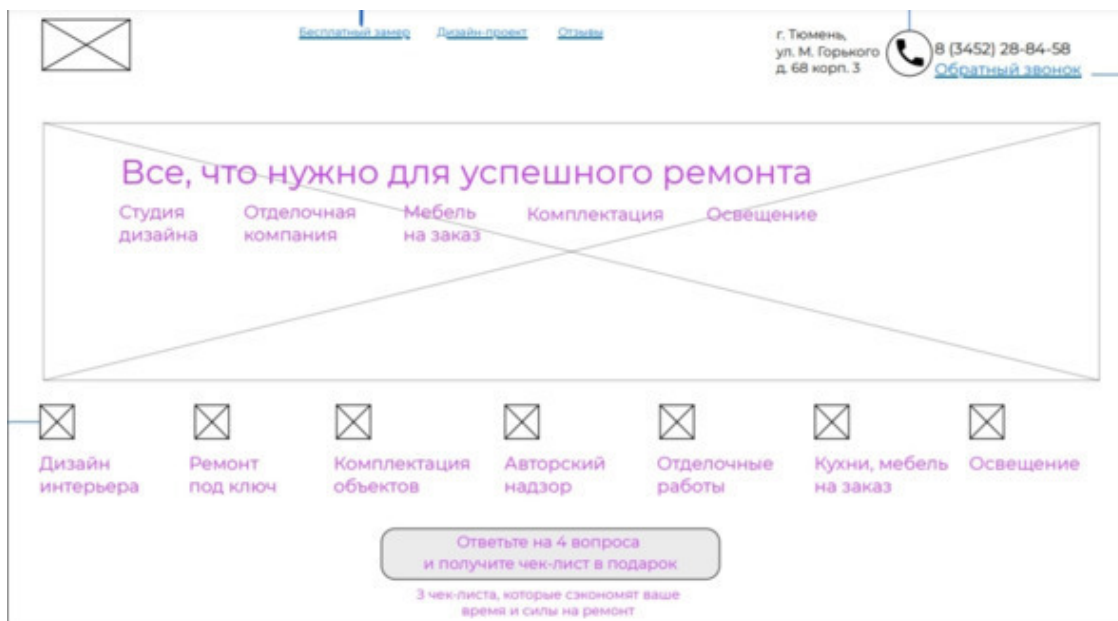 Бесплатный замер Дизайн-проект Отзывы
г. Тюмень,
ул. М. Горького
д. 68 корп. 3
8 (3452) 28-84-58
Обратный звонок
Все, что нужно для успешного ремонта
Студия
дизайна
Отделочная
компания
Мебель
на заказ
Комплектация
Освещение
Дизайн
интерьера
Ремонт
под ключ
Комплектация
объектов
Авторский
надзор
Отделочные
работы
Кухни, мебель
на заказ
Освещение
Ответьте на 4 вопроса
и получите чек-лист в подарок
3 чек-листа, которые сэкономят ваше
время и силы на ремонт